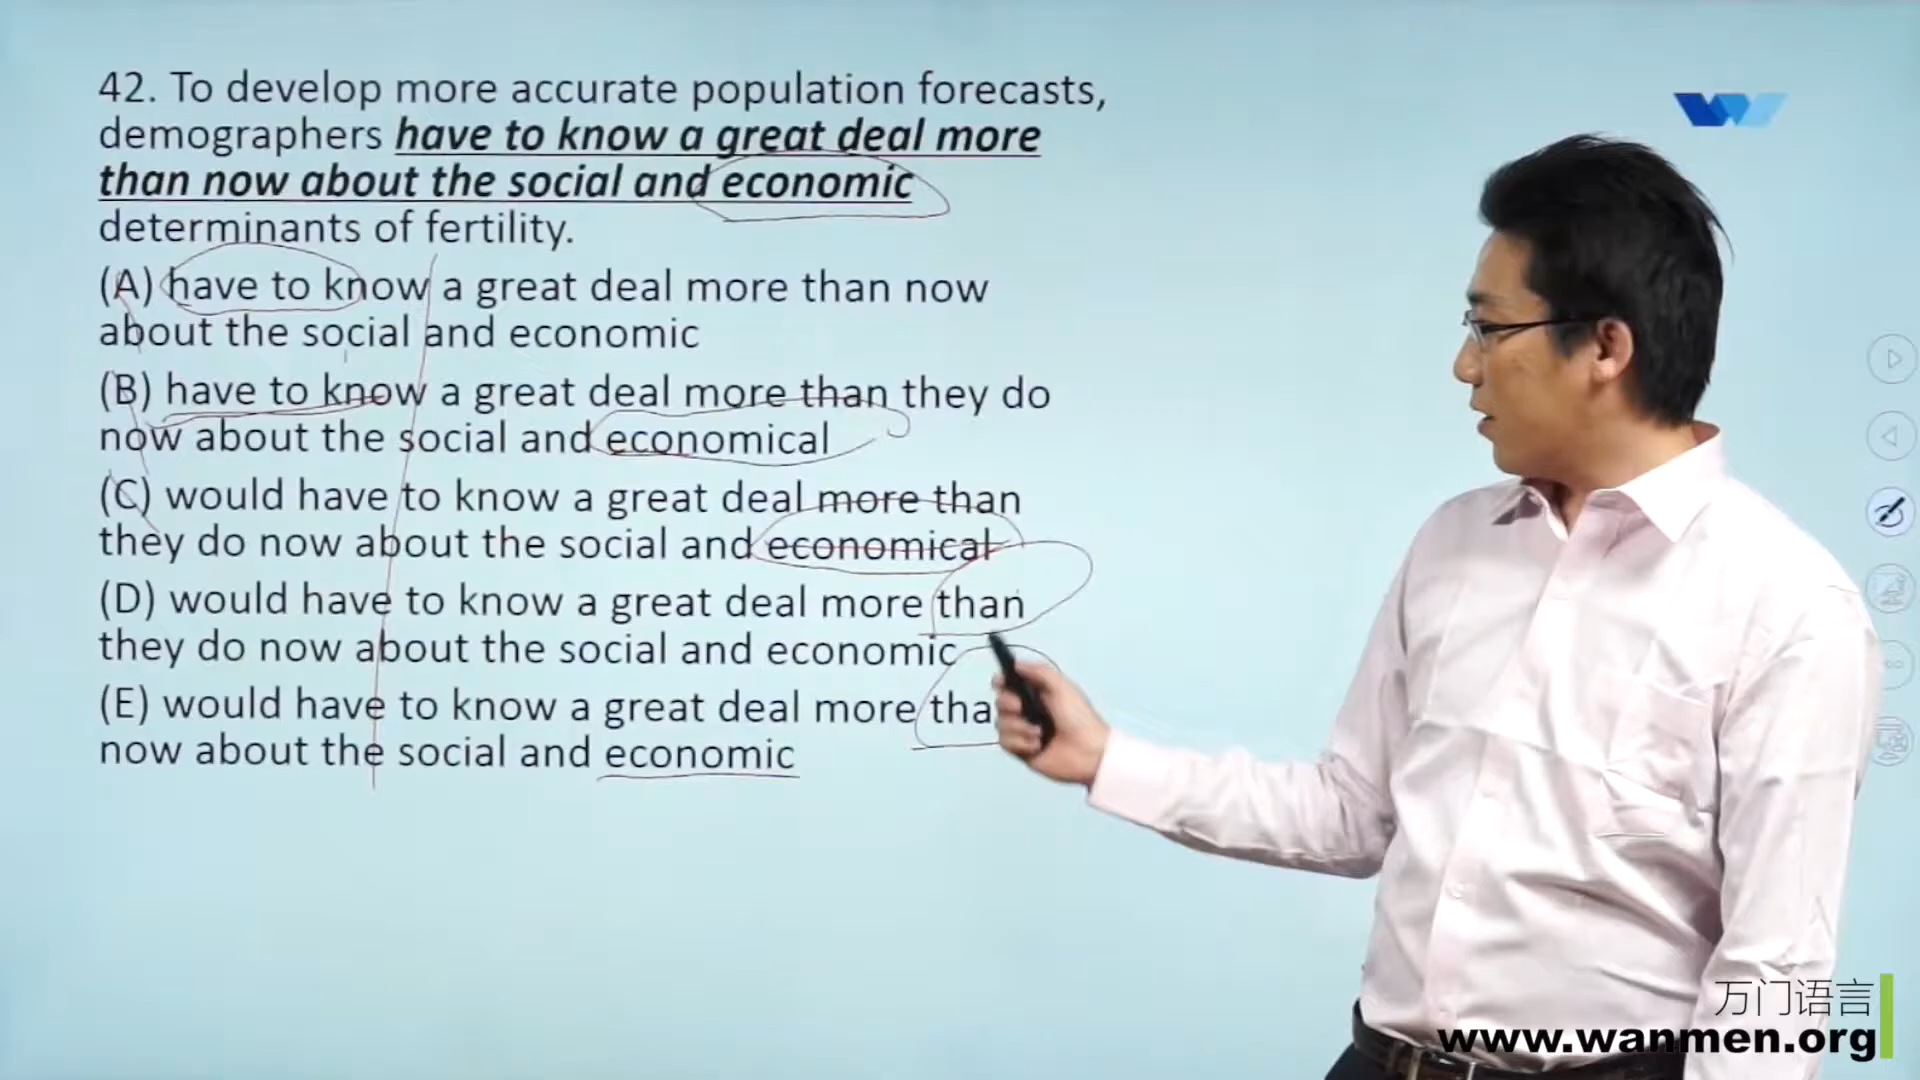 42. To develop more accurate population forecasts,
demographers have to know a great deal more
than now about the social and economic
determinants of fertility.
(A) have to know a great deal more than now
about the social and economic
(B) have to know a great deal more than they do
now about the social and economical
(C) would have to know a great deal more than
they do now about the social and economical
(D) would have to know a great deal more than
they do now about the social and economic
(E) would have to know a great deal more tha
now about the social and economic
万门语言
www.wanmen.org